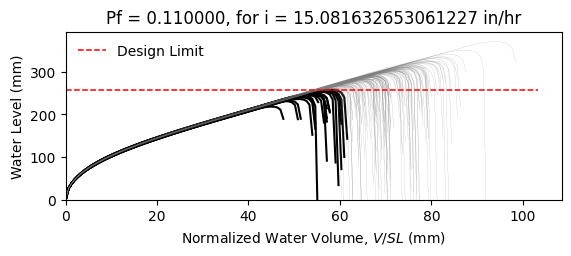 Pf = 0.110000, for i = 15.081632653061227 in/hr
Design Limit
Water Level (mm)
300
200
100
0
0 20 40 60 80 100
Normalized Water Volume, V/SL (mm)